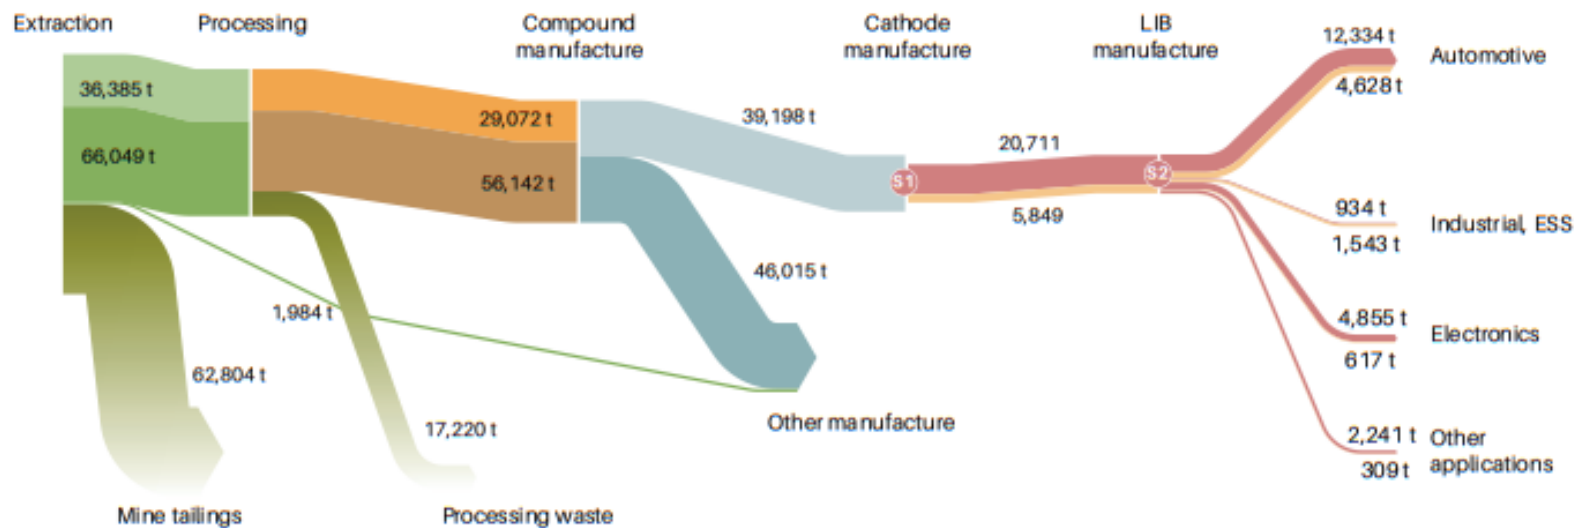 Extraction
Processing
Compound
manufacture
Cathode
manufacture
LIB
manufacture
36,385 t
66,049 t
29,072 t
56,142 t
39,198 t
S1
20,711
5,849
S2
12,334 t
4,628 t
Automotive
934 t
1,543 t
Industrial, ESS
4,855 t
617 t
Electronics
2,241 t
309 t
Other
applications
46,015 t
1,984 t
62,804 t
17,220 t
Other manufacture
Mine tailings
Processing waste